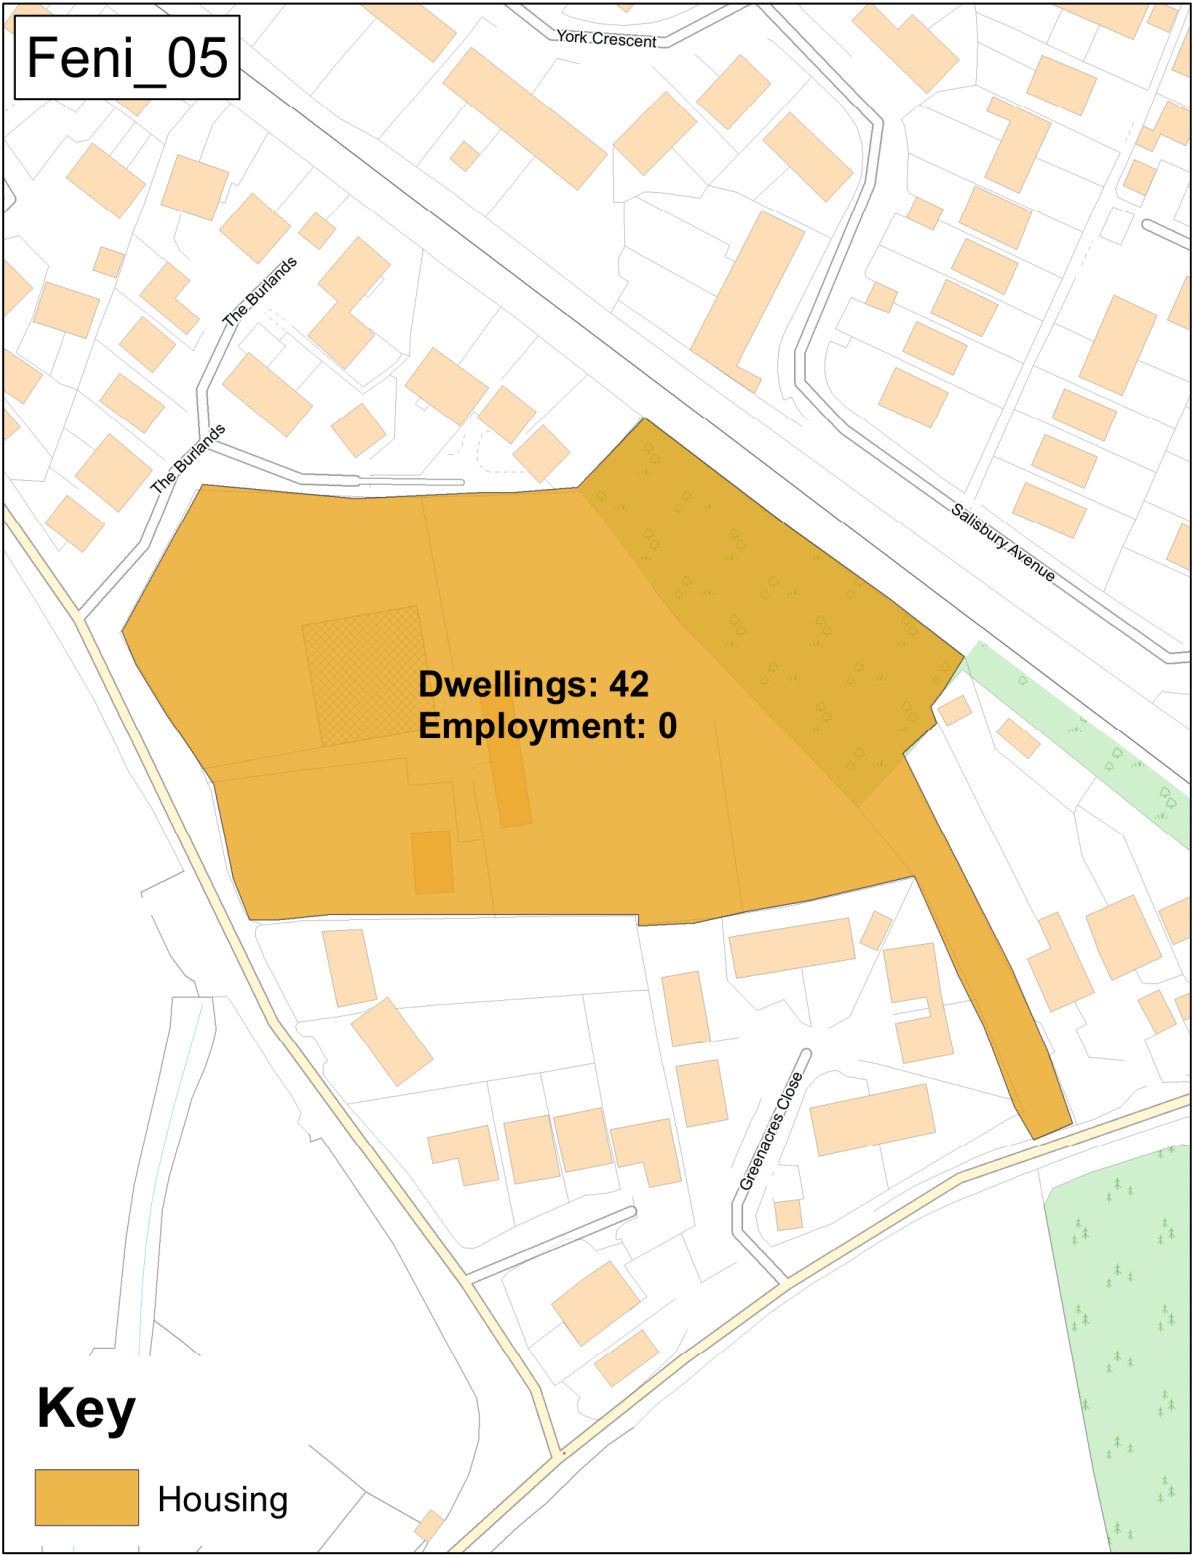 Feni_05
York Crescent
The Burlands
The Burlands
Salisbury Avenue
Dwellings: 42
Employment: 0
Greenacres Close
Key
Housing